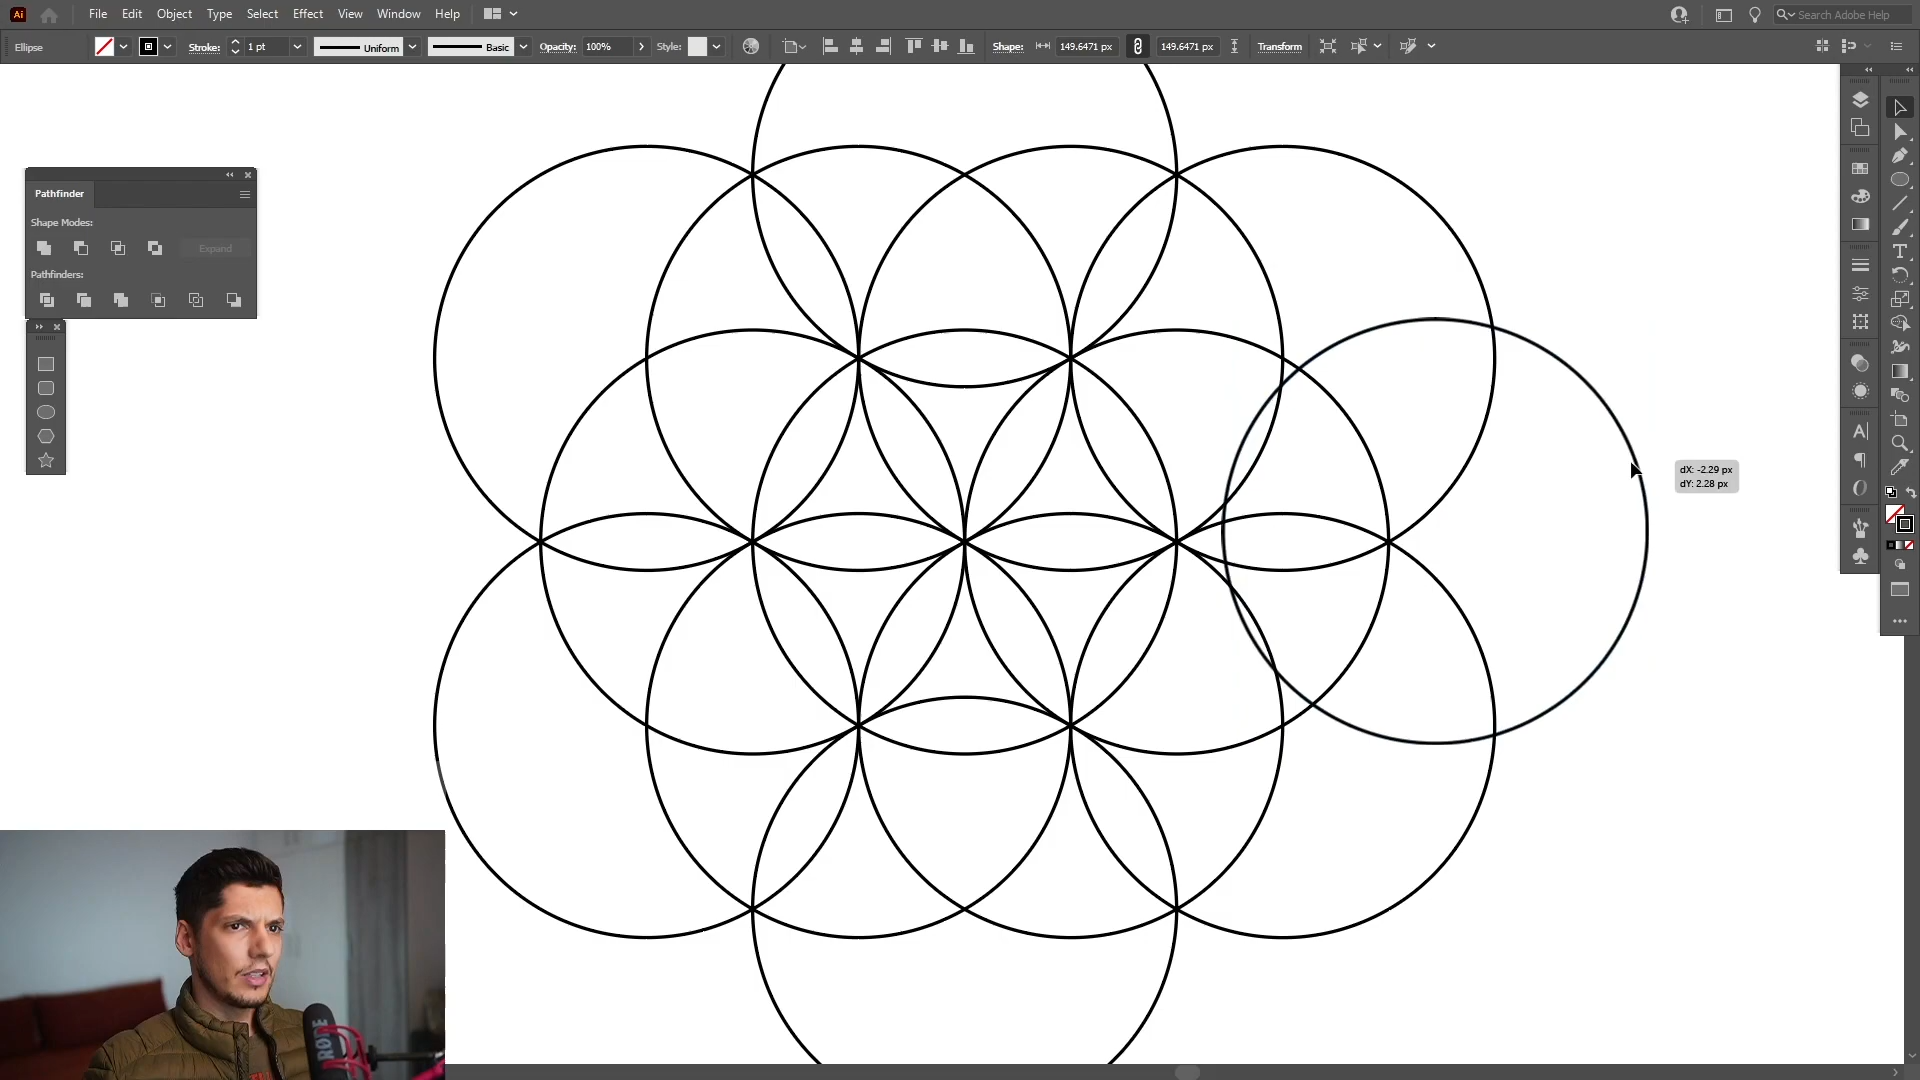 Ai File Edit Object Type Select Effect View Window Help Search Adobe Help
Ellipse Stroke: 1 pt Uniform Basic Opacity: 100% Style: Shape: 149.6471 px 149.6471 px Transform
Pathfinder
Shape Modes:
Expand
Pathfinders:
dX: -2.29 px
dY: 2.28 px
RØDE